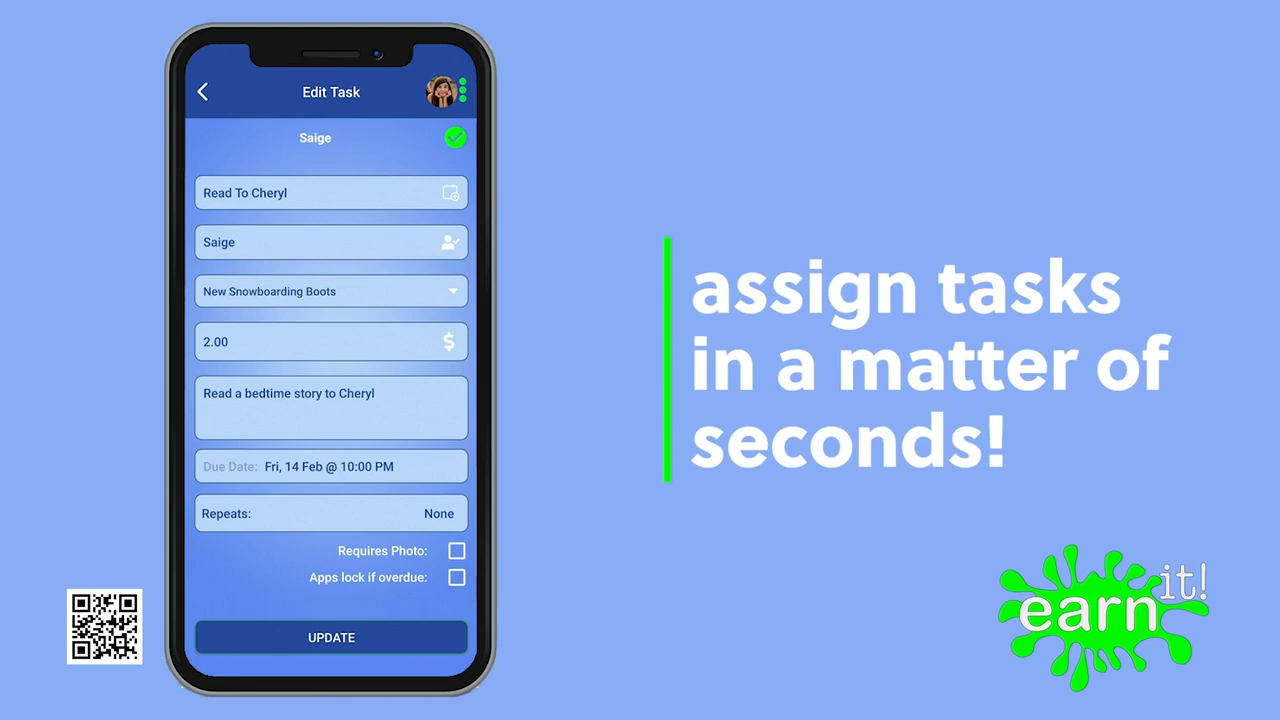 Edit Task
Saige
Read To Cheryl
Saige
New Snowboarding Boots
2.00 $
Read a bedtime story to Cheryl
Due Date: Fri, 14 Feb @ 10:00 PM
Repeats: None
Requires Photo:
Apps lock if overdue:
UPDATE
assign tasks
in a matter of
seconds!
earn it!